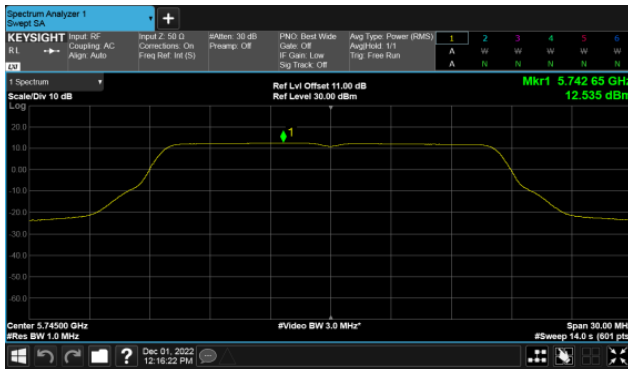 Spectrum Analyzer 1
Swept SA
+
KEYSIGHT Input: RF Input Z: 50 Ω #Atten: 30 dB PNO: Best Wide Avg Type: Power (RMS) 1 2 3 4 5 6
RL Coupling: AC Corrections: On Preamp: Off Gate: Off Avg|Hold: 1/1 A W W W W W
Align: Auto Freq Ref: Int (S) IF Gain: Low Trig: Free Run
LXI Sig Track: Off A N N N N N
1 Spectrum Ref Lvl Offset 11.00 dB Mkr1 5.742 65 GHz
Scale/Div 10 dB Ref Level 30.00 dBm 12.535 dBm
Log
1
20.0
10.0
0.00
-10.0
-20.0
-30.0
-40.0
-50.0
-60.0
Center 5.74500 GHz #Video BW 3.0 MHz* Span 30.00 MH
#Res BW 1.0 MHz #Sweep 14.0 s (601 pts
? Dec 01, 2022
12:16:22 PM